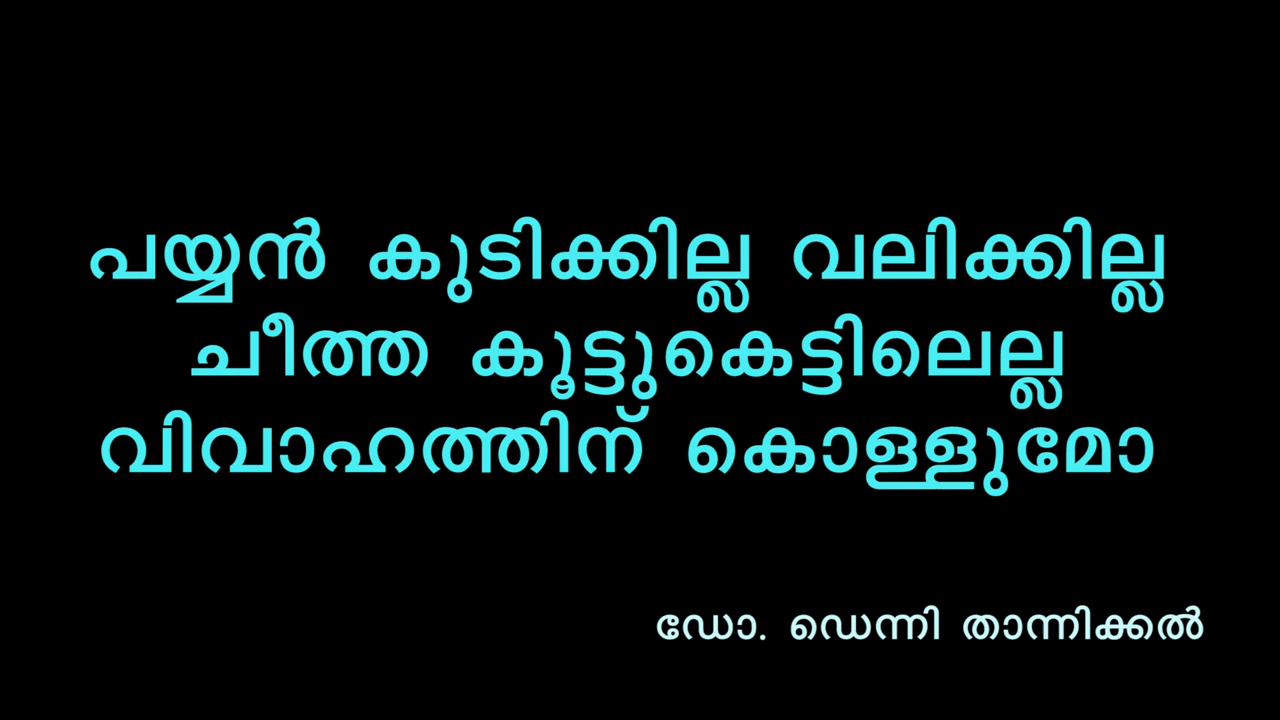 പയ്യൻ കുടിക്കില്ല വലിക്കില്ല
ചീത്ത കൂട്ടുകെട്ടിലെല്ല
വിവാഹത്തിന് കൊള്ളുമോ
ഡോ. ഡെന്നി താന്നിക്കൽ